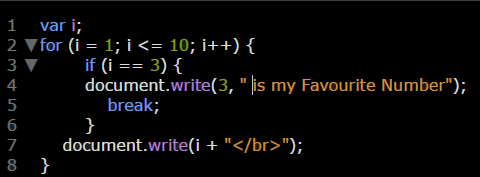 1 var i;
2 ▼for (i = 1; i <= 10; i++) {
3 ▼ if (i == 3) {
4 document.write(3, " is my Favourite Number");
5 break;
6 }
7 document.write(i + "</br>");
8 }